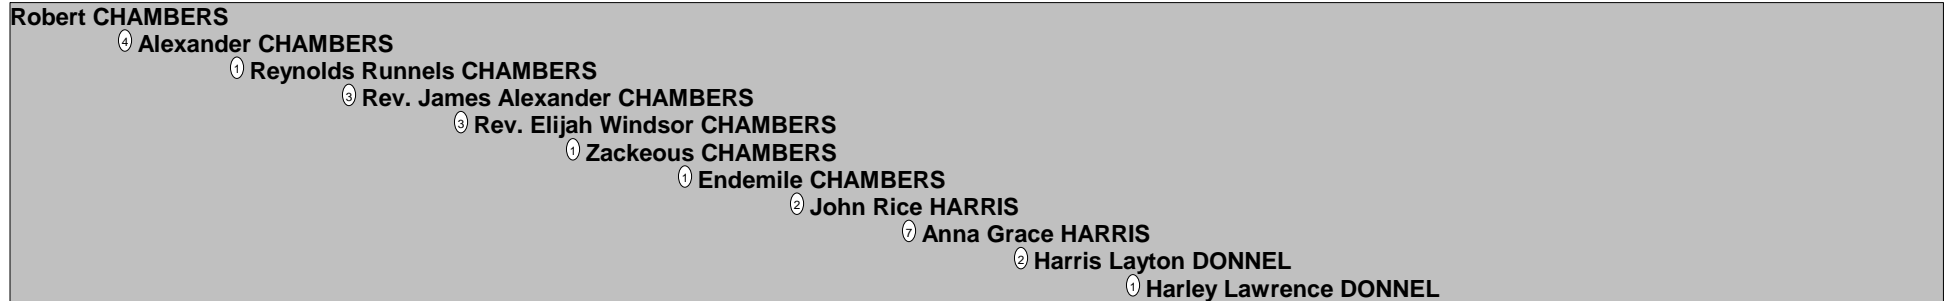 Robert CHAMBERS
4 Alexander CHAMBERS
1 Reynolds Runnels CHAMBERS
3 Rev. James Alexander CHAMBERS
3 Rev. Elijah Windsor CHAMBERS
1 Zackeous CHAMBERS
1 Endemile CHAMBERS
2 John Rice HARRIS
7 Anna Grace HARRIS
2 Harris Layton DONNEL
1 Harley Lawrence DONNEL